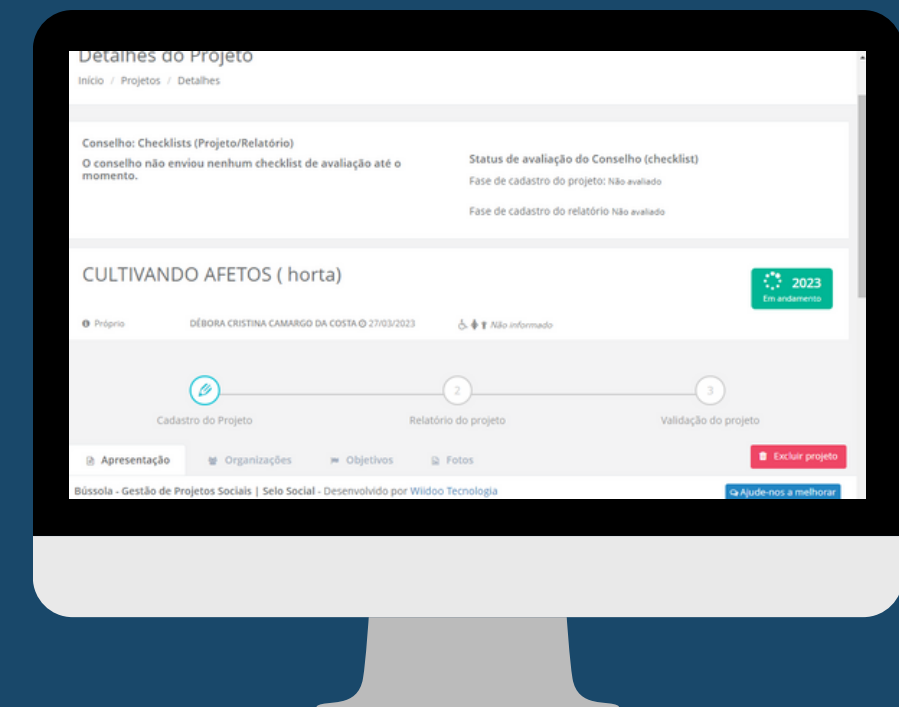 Detalhes do Projeto
Início / Projetos / Detalhes
Conselho: Checklists (Projeto/Relatório)
O conselho não enviou nenhum checklist de avaliação até o
momento.
Status de avaliação do Conselho (checklist)
Fase de cadastro do projeto: Não avaliado
Fase de cadastro do relatório Não avaliado
CULTIVANDO AFETOS ( horta)
2023
Em andamento
Próprio
DÉBORA CRISTINA CAMARGO DA COSTA 27/03/2023
Não informado
2
3
Cadastro do Projeto
Relatório do projeto
Validação do projeto
Apresentação
Organizações
Objetivos
Fotos
Excluir projeto
Bússola - Gestão de Projetos Sociais | Selo Social - Desenvolvido por Wiidoo Tecnologia
Ajude-nos a melhorar